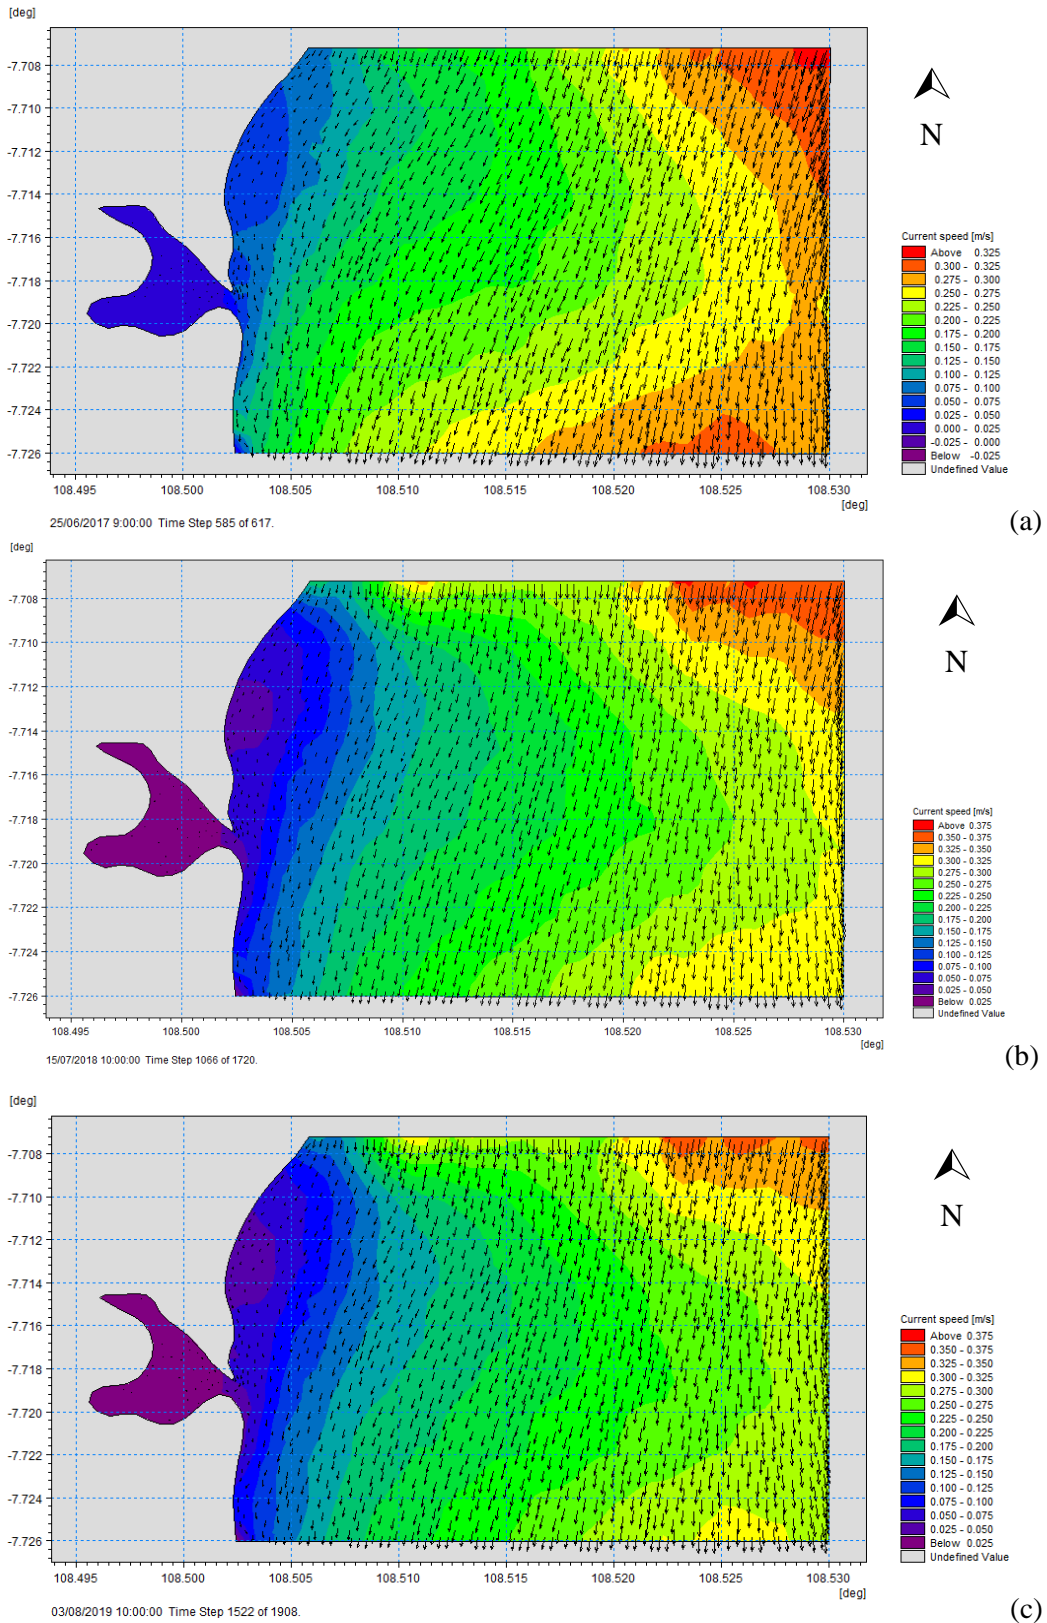 [deg]
-7.708
-7.710
-7.712
-7.714
-7.716
-7.718
-7.720
-7.722
-7.724
-7.726
108.495 108.500 108.505 108.510 108.515 108.520 108.525 108.530
[deg]
25/06/2017 9:00:00 Time Step 585 of 617.
N
Current speed [m/s]
Above 0.325
0.300 - 0.325
0.275 - 0.300
0.250 - 0.275
0.225 - 0.250
0.200 - 0.225
0.175 - 0.200
0.150 - 0.175
0.125 - 0.150
0.100 - 0.125
0.075 - 0.100
0.050 - 0.075
0.025 - 0.050
0.000 - 0.025
-0.025 - 0.000
Below -0.025
Undefined Value
(a)
[deg]
-7.708
-7.710
-7.712
-7.714
-7.716
-7.718
-7.720
-7.722
-7.724
-7.726
108.495 108.500 108.505 108.510 108.515 108.520 108.525 108.530
[deg]
15/07/2018 10:00:00 Time Step 1066 of 1720.
N
Current speed [m/s]
Above 0.375
0.350 - 0.375
0.325 - 0.350
0.300 - 0.325
0.275 - 0.300
0.250 - 0.275
0.225 - 0.250
0.200 - 0.225
0.175 - 0.200
0.150 - 0.175
0.125 - 0.150
0.100 - 0.125
0.075 - 0.100
0.050 - 0.075
0.025 - 0.050
Below 0.025
Undefined Value
(b)
[deg]
-7.708
-7.710
-7.712
-7.714
-7.716
-7.718
-7.720
-7.722
-7.724
-7.726
108.495 108.500 108.505 108.510 108.515 108.520 108.525 108.530
[deg]
03/08/2019 10:00:00 Time Step 1522 of 1908.
N
Current speed [m/s]
Above 0.375
0.350 - 0.375
0.325 - 0.350
0.300 - 0.325
0.275 - 0.300
0.250 - 0.275
0.225 - 0.250
0.200 - 0.225
0.175 - 0.200
0.150 - 0.175
0.125 - 0.150
0.100 - 0.125
0.075 - 0.100
0.050 - 0.075
0.025 - 0.050
Below 0.025
Undefined Value
(c)